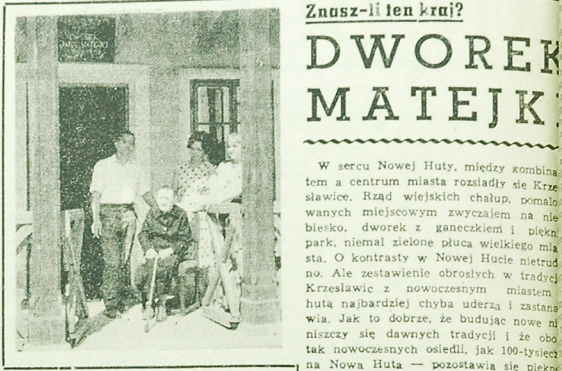 Znasz-li ten kraj?
DWOREK
MATEJK
W sercu Nowej Huty, między kombina
tem a centrum miasta rozsiadły się Krze
sławice. Rząd wiejskich chałup, pomalo
wanych miejscowym zwyczajem na nie
biesko, dworek z ganeczkiem i piękn
park, niemal zielone płuca wielkiego mia
sta. O kontrasty w Nowej Hucie nietrud
no. Ale zestawienie obrosłych w tradycj
Krzesławic z nowoczesnym miastem
hutą najbardziej chyba uderza i zastana
wia. Jak to dobrze, że budując nowe ni
niszczy się dawnych tradycji i że obo
tak nowoczesnych osiedli, jak 100-tysięcz
na Nowa Huta — pozostawia się piękne